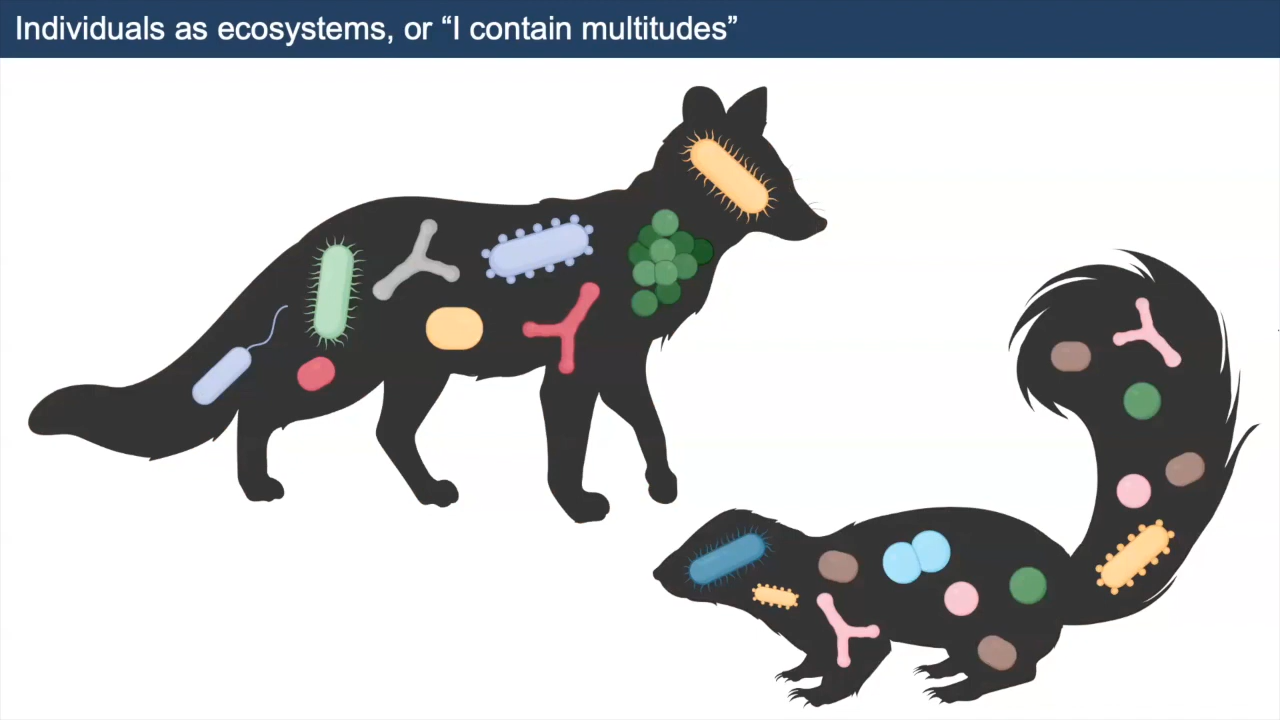 Individuals as ecosystems, or “I contain multitudes”